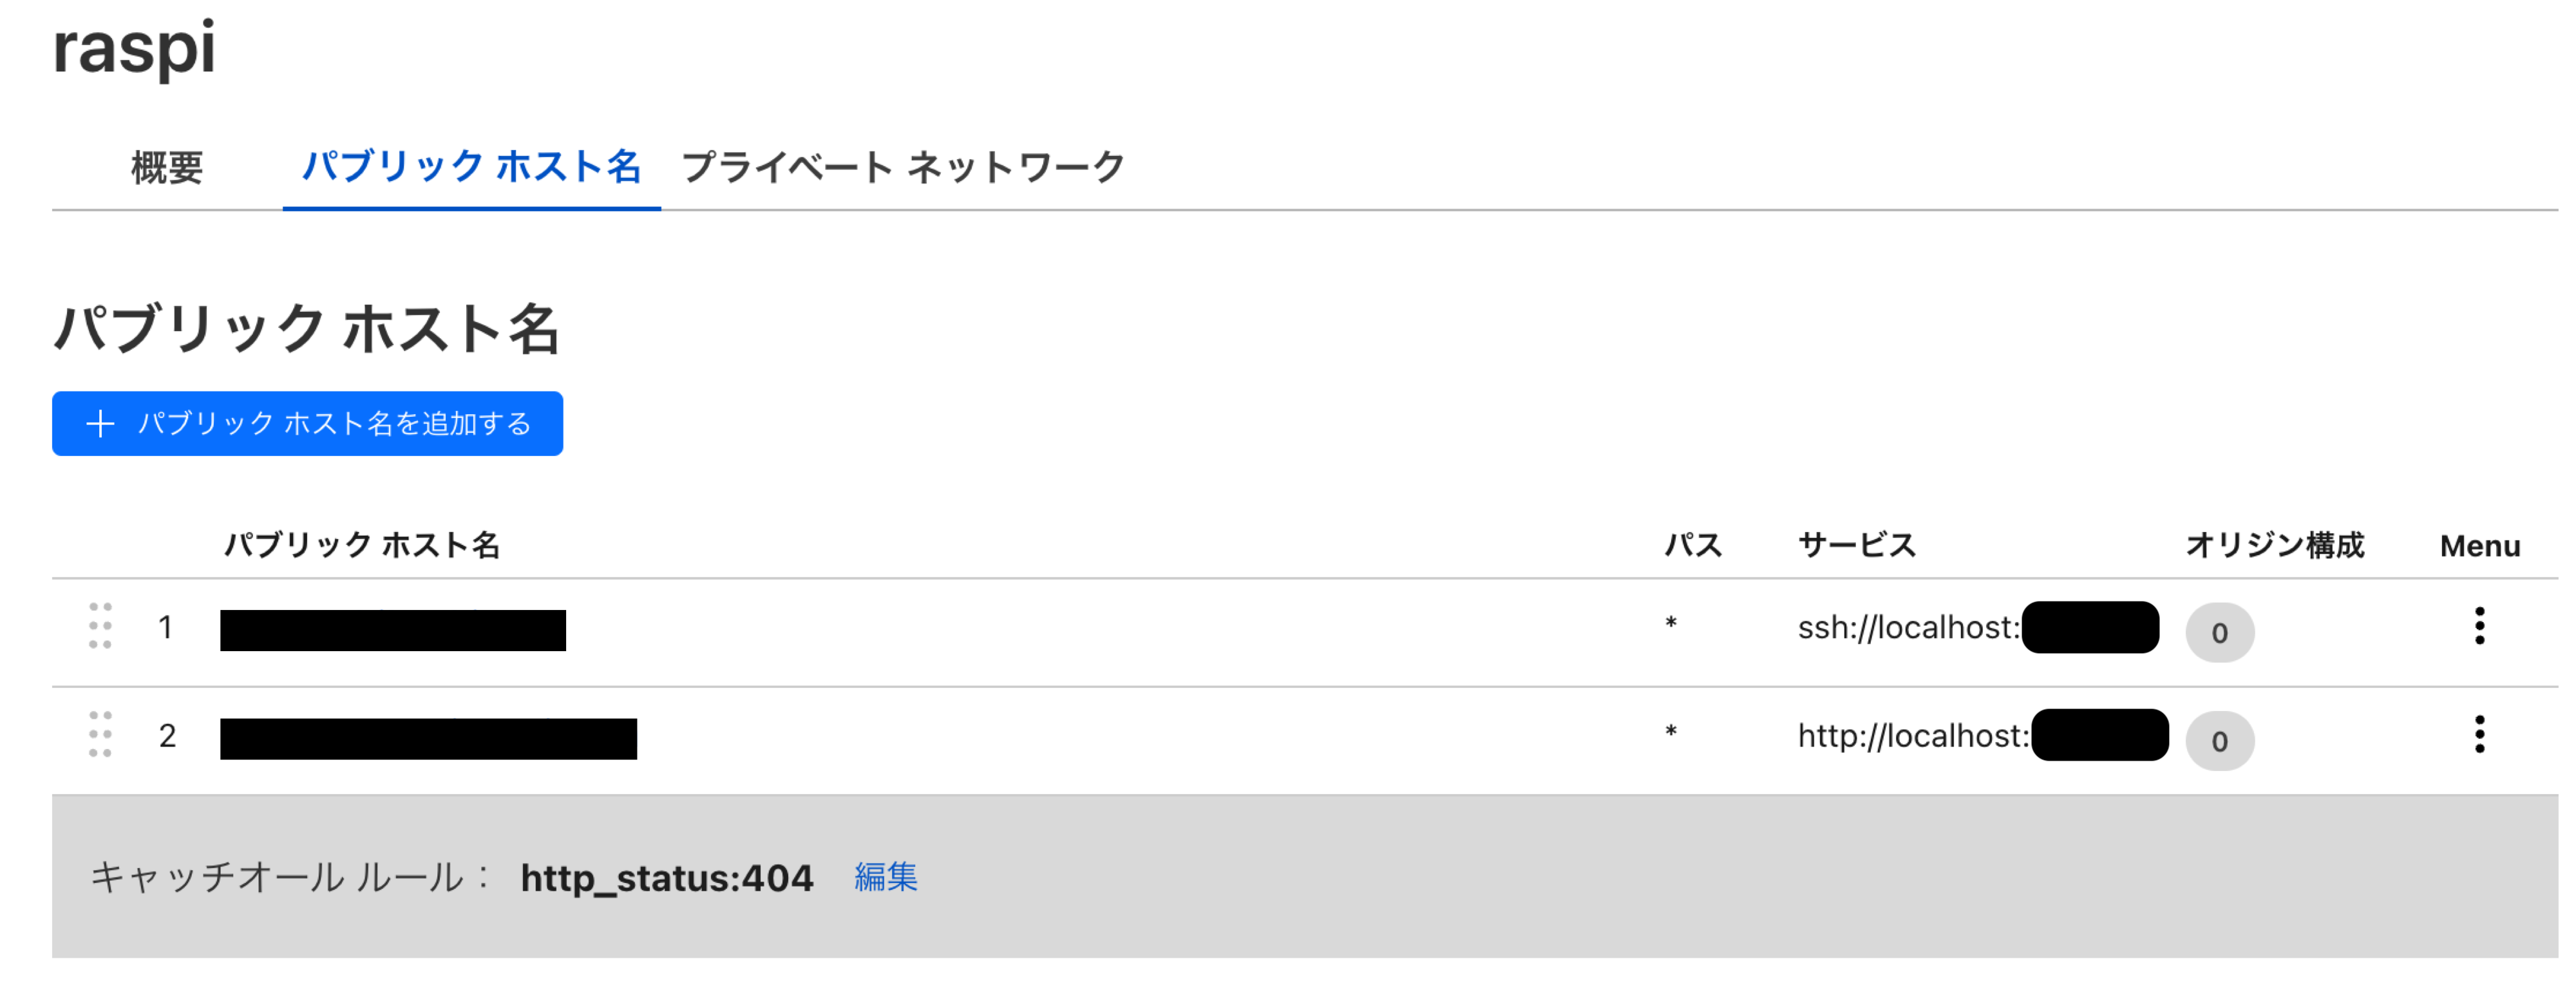 raspi
概要 パブリック ホスト名 プライベート ネットワーク
パブリック ホスト名
パブリック ホスト名を追加する
パブリック ホスト名 パス サービス オリジン構成 Menu
1 * ssh://localhost: 0
2 * http://localhost: 0
キャッチオール ルール： http_status:404 編集